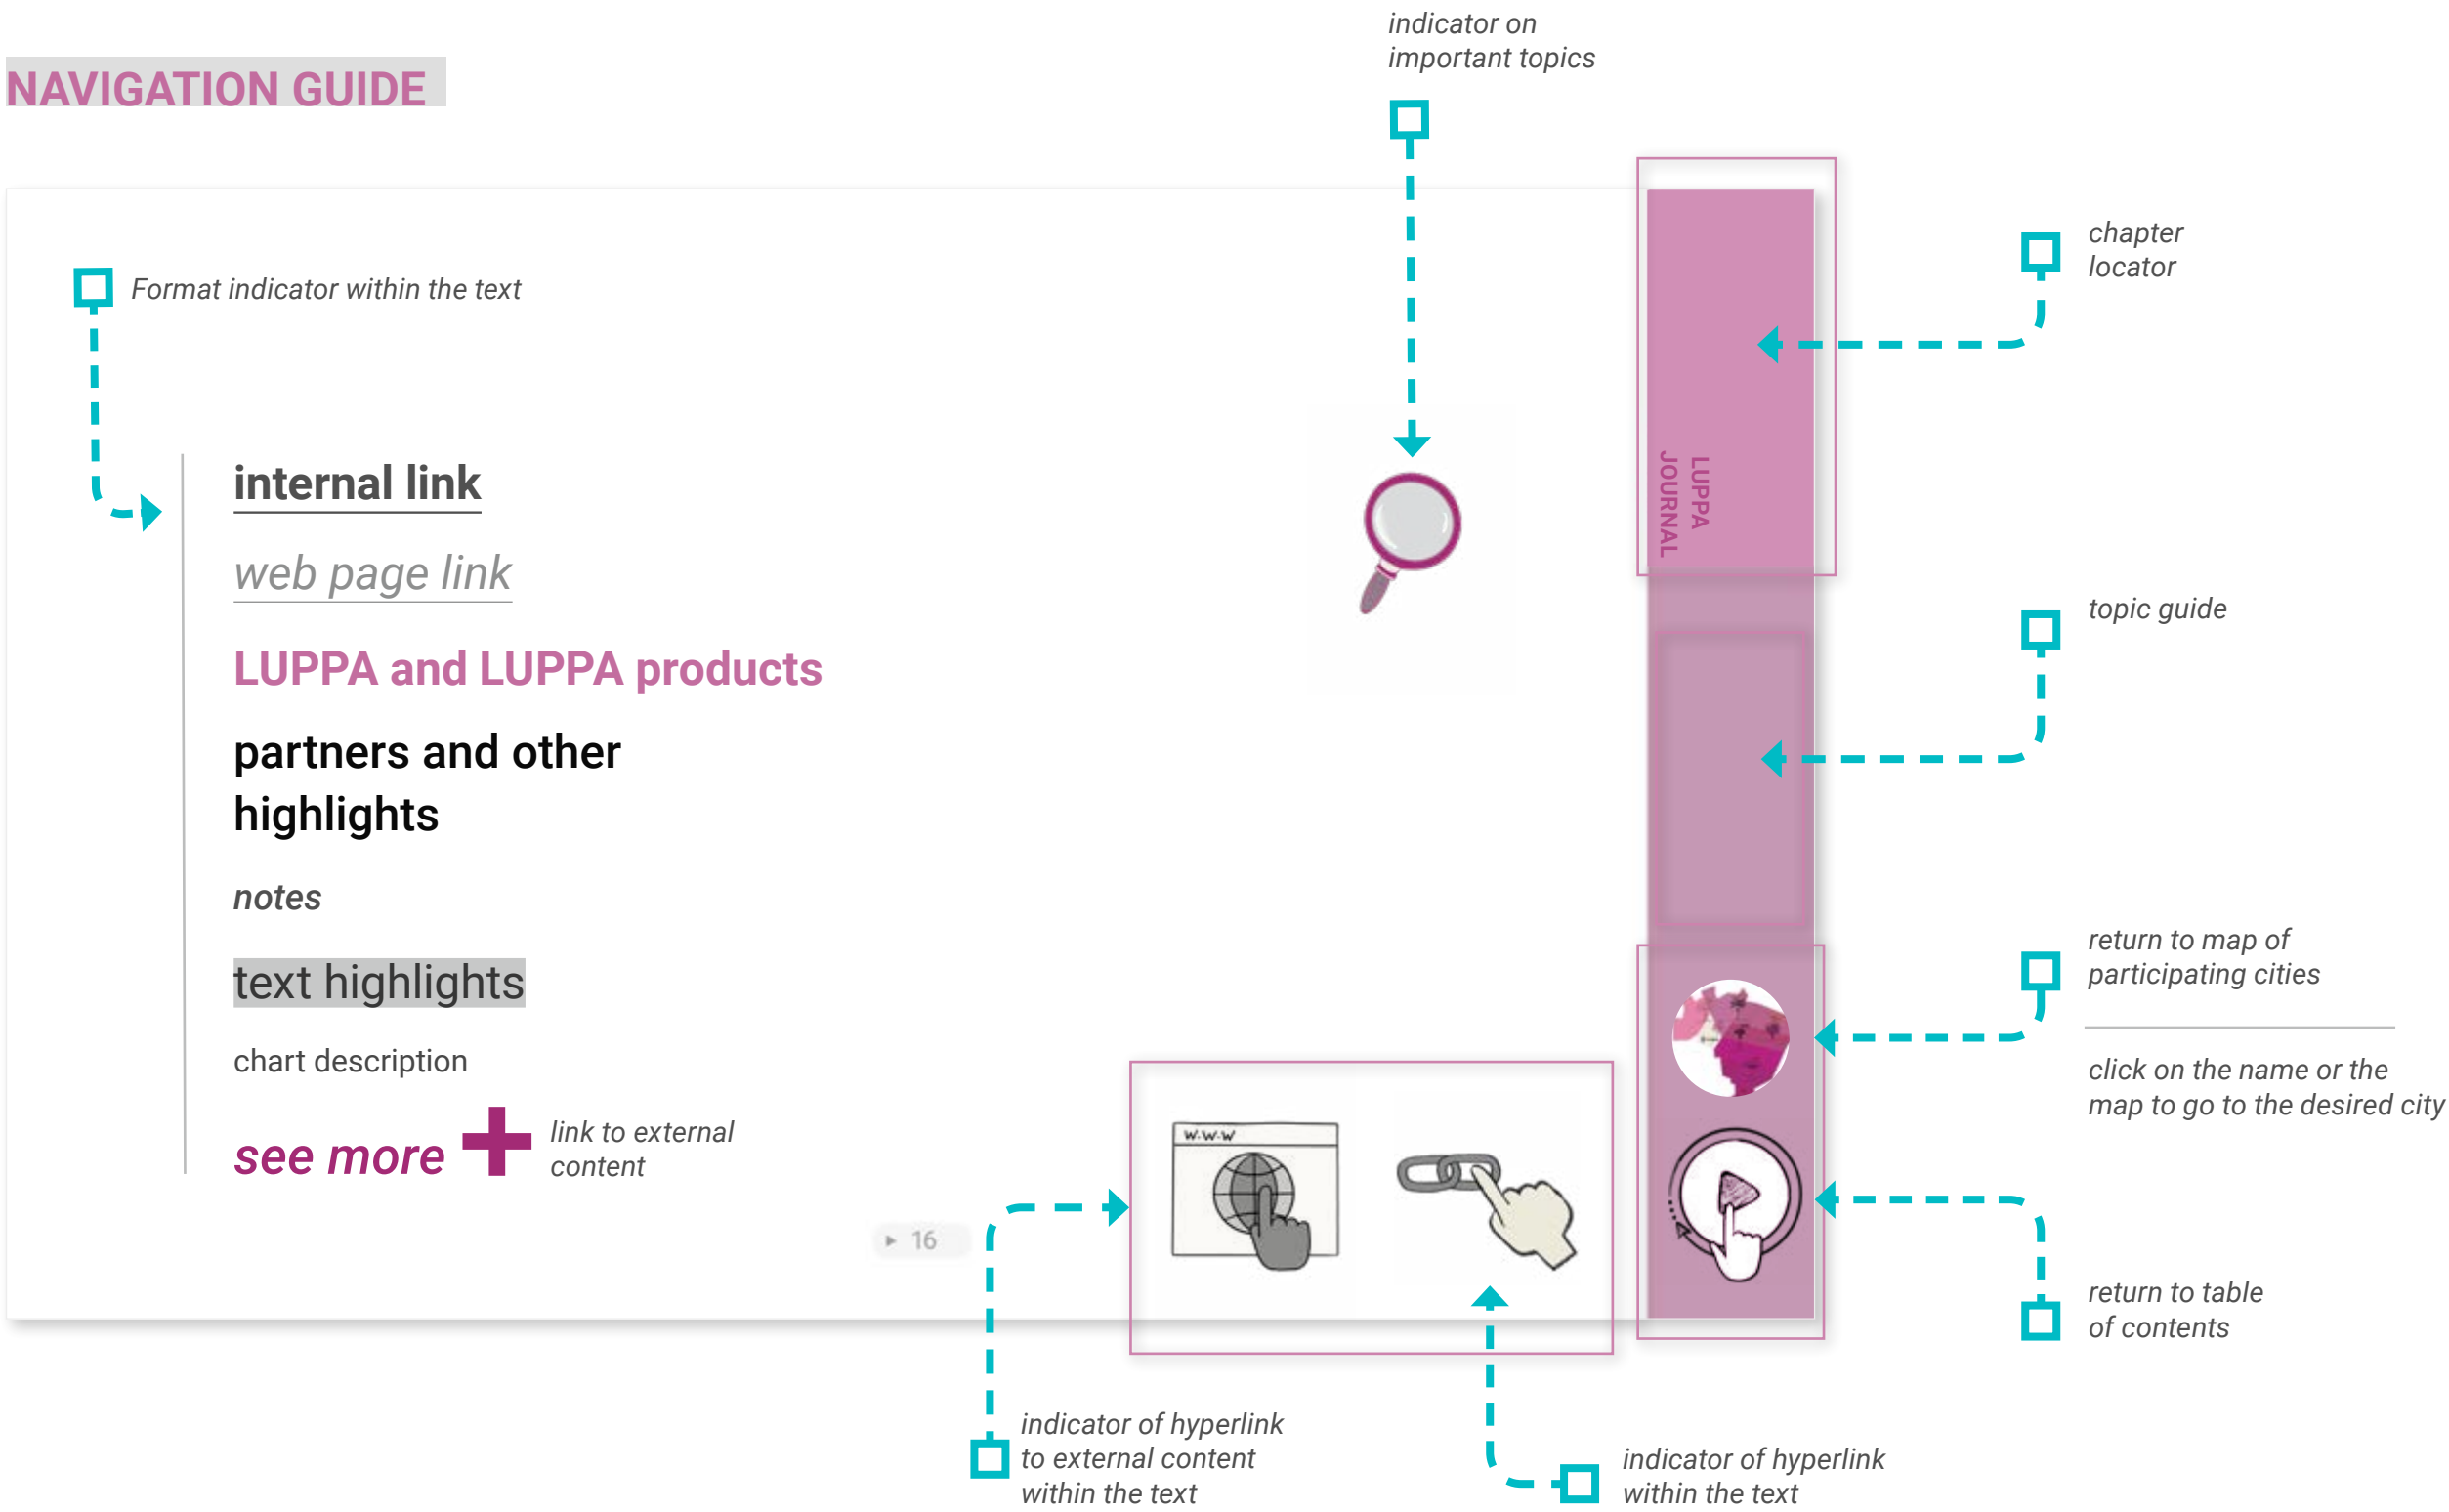 indicator on
important topics
NAVIGATION GUIDE
chapter
locator
Format indicator within the text
LUPPA
JOURNAL
internal link
web page link
topic guide
LUPPA and LUPPA products
partners and other
highlights
notes
return to map of
participating cities
text highlights
chart description
click on the name or the
map to go to the desired city
see more
link to external
content
W.W.W
16
return to table
of contents
indicator of hyperlink
to external content
within the text
indicator of hyperlink
within the text